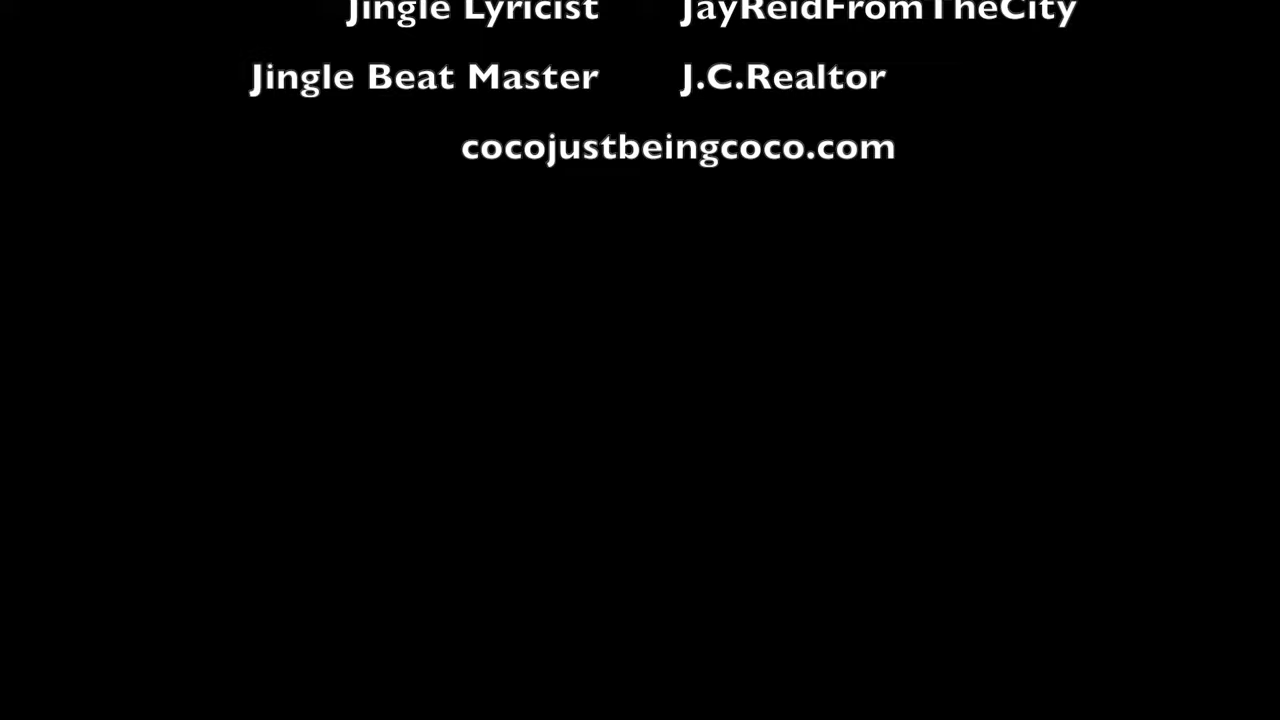 Jingle Lyricist JayReidFromTheCity
Jingle Beat Master J.C.Realtor
cocojustbeingcoco.com